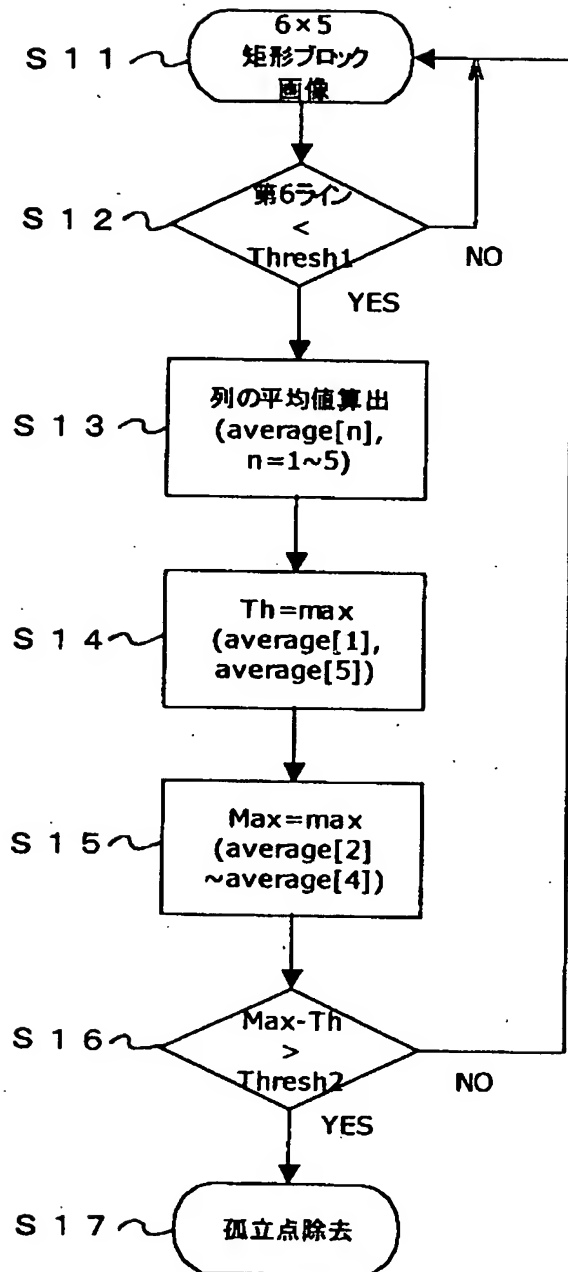 S11
6×5
矩形ブロック
画像
S12
第6ライン
<
Thresh1
NO
YES
S13
列の平均値算出
(average[n],
n=1~5)
S14
Th=max
(average[1],
average[5])
S15
Max=max
(average[2]
~average[4])
S16
Max-Th
>
Thresh2
NO
YES
S17
孤立点除去